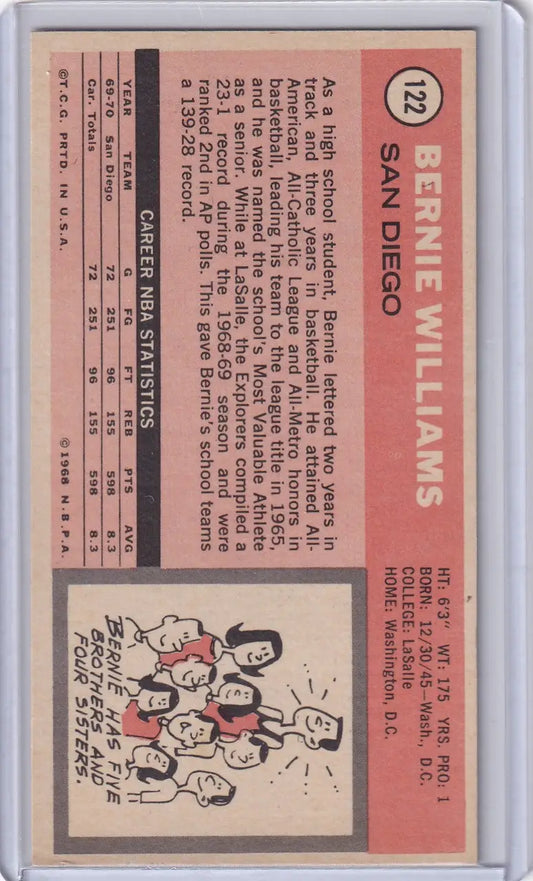 122
BERNIE WILLIAMS
SAN DIEGO
HT: 6'3" WT: 175 YRS. PRO: 1
BORN: 12/30/45—Wash., D.C.
COLLEGE: LaSalle
HOME: Washington, D.C.
As a high school student, Bernie lettered two years in
track and three years in basketball. He attained All-
American, All-Catholic League and All-Metro honors in
basketball, leading his team to the league title in 1965,
and he was named the school's Most Valuable Athlete
as a senior. While at LaSalle, the Explorers compiled a
23-1 record during the 1968-69 season and were
ranked 2nd in AP polls. This gave Bernie's school teams
a 139-28 record.
CAREER NBA STATISTICS
YEAR TEAM G FG FT REB PTS AVG
69-70 San Diego 72 251 96 155 598 8.3
Car. Totals 72 251 96 155 598 8.3
©T.C.G. PRTD. IN U.S.A. ©1968 N.B.P.A.
BERNIE HAS FIVE
BROTHERS AND
FOUR SISTERS.